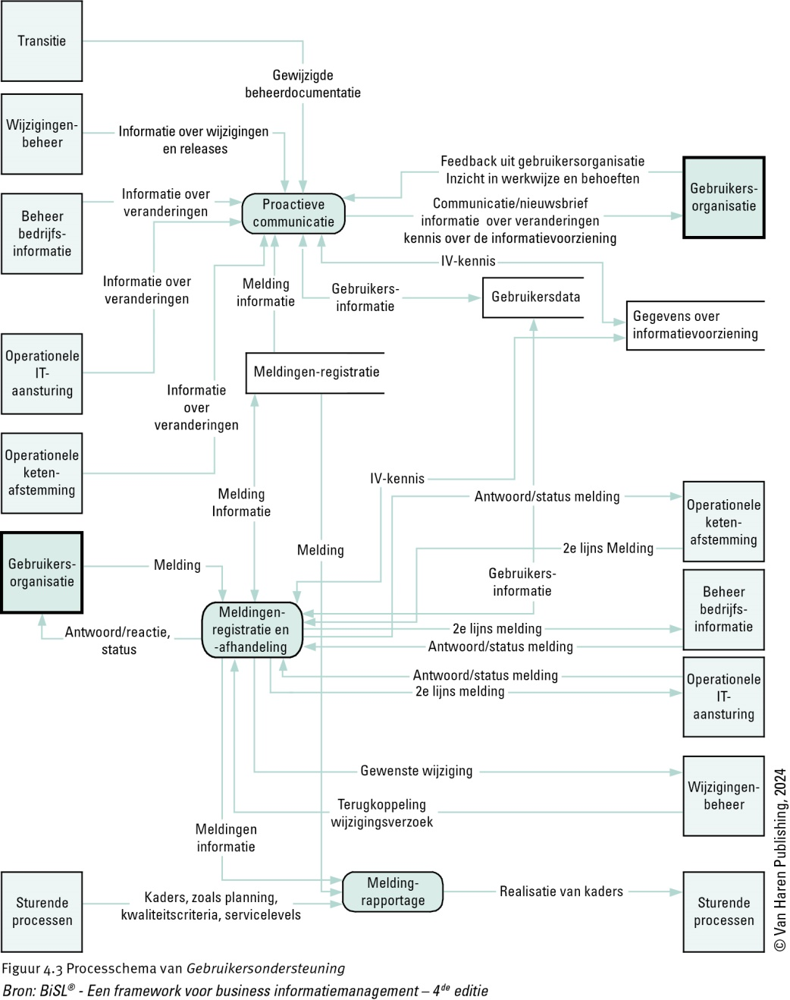 Transitie
Gewijzigde
beheerdocumentatie
Wijzigingen-
beheer
Informatie over wijzigingen
en releases
Feedback uit gebruikersorganisatie
Inzicht in werkwijze en behoeften
Gebruikers-
organisatie
Beheer
bedrijfs-
informatie
Informatie over
veranderingen
Proactieve
communicatie
Communicatie/nieuwsbrief
informatie over veranderingen
kennis over de informatievoorziening
IV-kennis
Informatie over
veranderingen
Melding
informatie
Gebruikers-
informatie
Gebruikersdata
Gegevens over
informatievoorziening
Operationele
IT-
aansturing
Meldingen-registratie
Informatie
over
veranderingen
Operationele
keten-
afstemming
IV-kennis
Melding
Informatie
Antwoord/status melding
Operationele
keten-
afstemming
2e lijns Melding
Gebruikers-
organisatie
Melding
Melding
Gebruikers-
informatie
Beheer
bedrijfs-
informatie
Meldingen-
registratie en
-afhandeling
Antwoord/reactie,
status
2e lijns melding
Antwoord/status melding
Antwoord/status melding
2e lijns melding
Operationele
IT-
aansturing
Gewenste wijziging
Wijzigingen-
beheer
Terugkoppeling
wijzigingsverzoek
Meldingen
informatie
Sturende
processen
Kaders, zoals planning,
kwaliteitscriteria, servicelevels
Melding-
rapportage
Realisatie van kaders
Sturende
processen
© Van Haren Publishing, 2024
Figuur 4.3 Processchema van Gebruikersondersteuning
Bron: BiSL® - Een framework voor business informatiemanagement – 4de editie